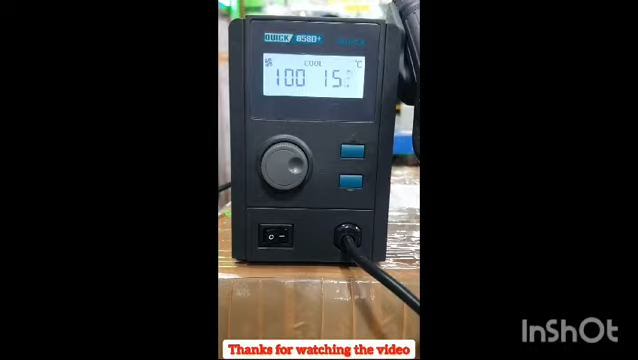 QUICK 858D+
COOL
°C
100 15
Thanks for watching the video
InShOt